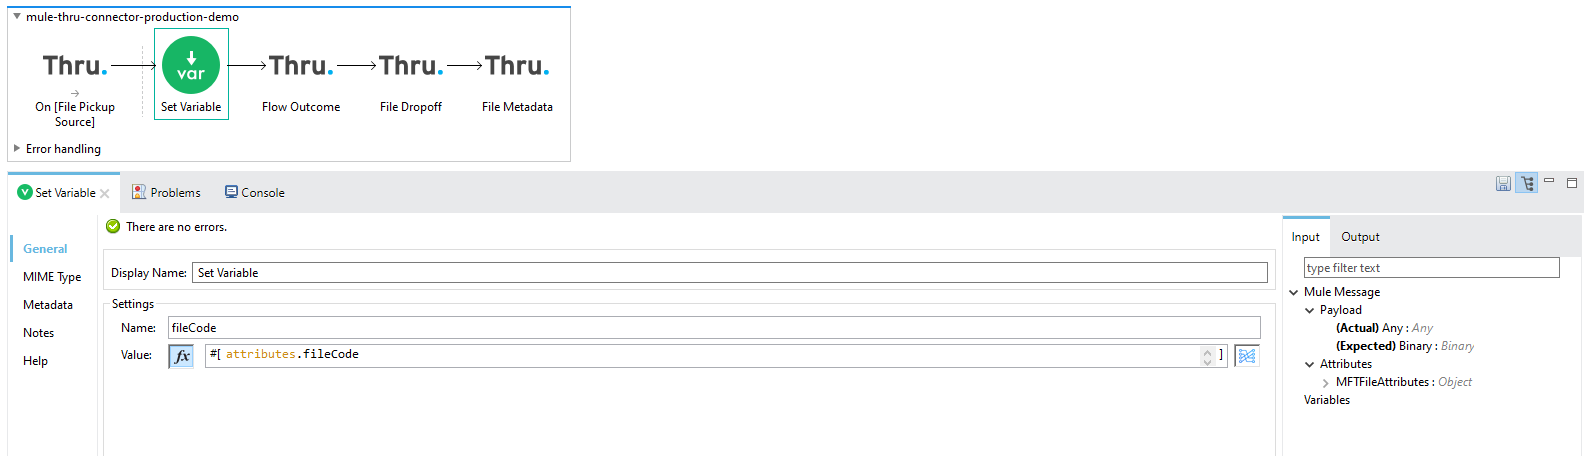 mule-thru-connector-production-demo
Thru. var Thru. Thru. Thru.
On [File Pickup Source] Set Variable Flow Outcome File Dropoff File Metadata
Error handling
Set Variable Problems Console
General
MIME Type
Metadata
Notes
Help
There are no errors.
Display Name: Set Variable
Settings
Name: fileCode
Value: fx #[ attributes.fileCode ]
Input Output
type filter text
Mule Message
Payload
(Actual) Any : Any
(Expected) Binary : Binary
Attributes
MFTFileAttributes : Object
Variables